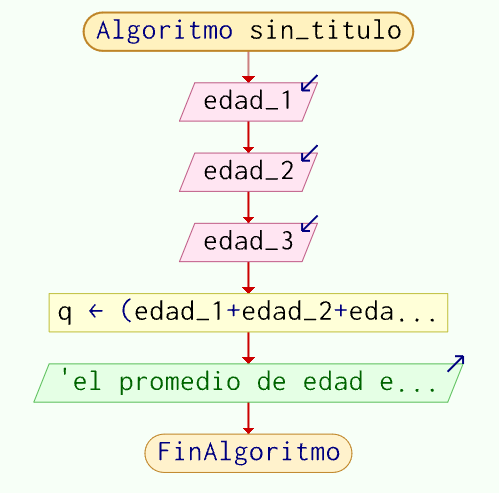 Algoritmo sin_titulo
edad_1
edad_2
edad_3
q ← (edad_1+edad_2+eda...
'el promedio de edad e...
FinAlgoritmo